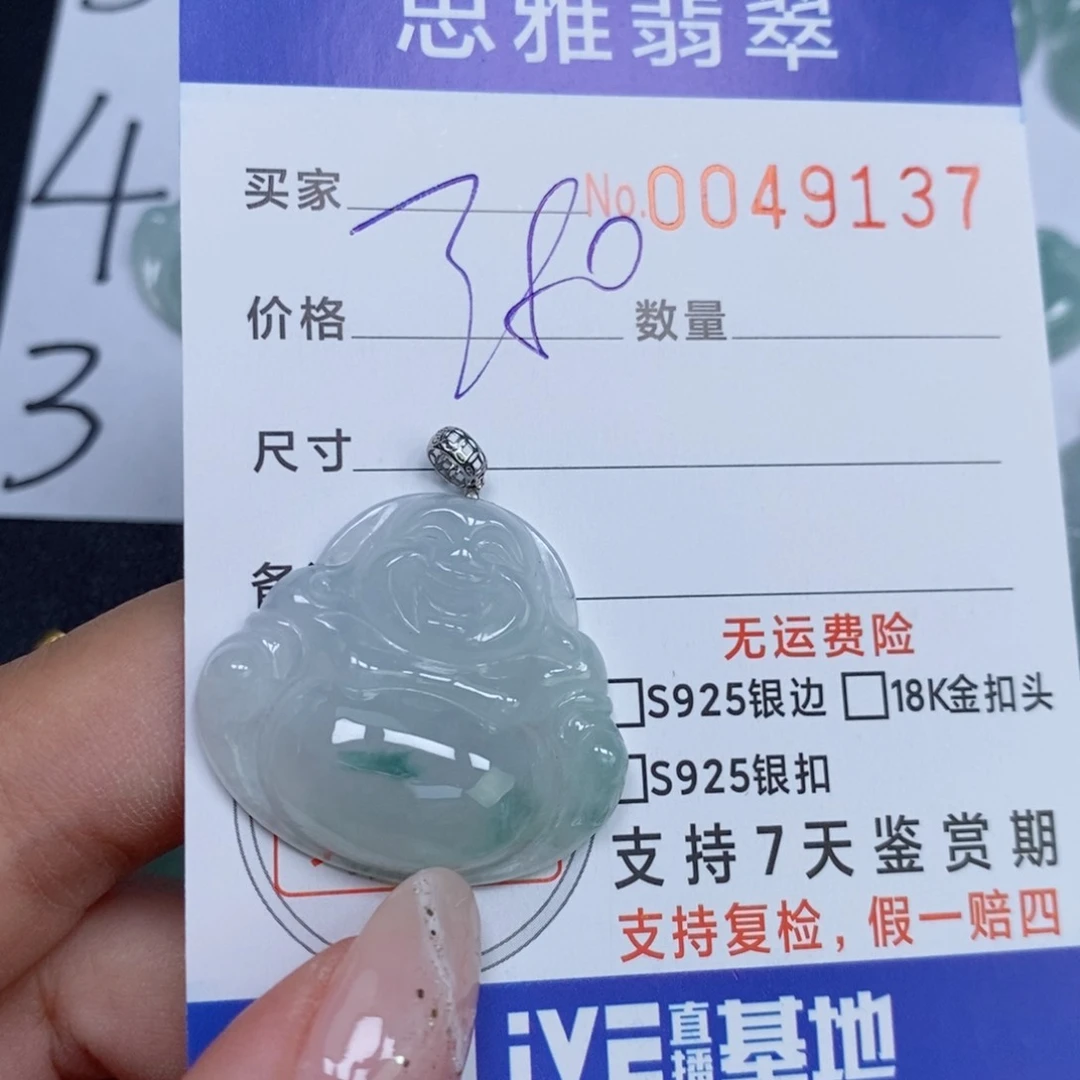 思雅翡翠
4
3
买家
No.0049137
380
价格 数量
尺寸
无运费险
□S925银边 □18K金扣头
□S925银扣
支持7天鉴赏期
支持复检,假一赔四
iYE直播基地